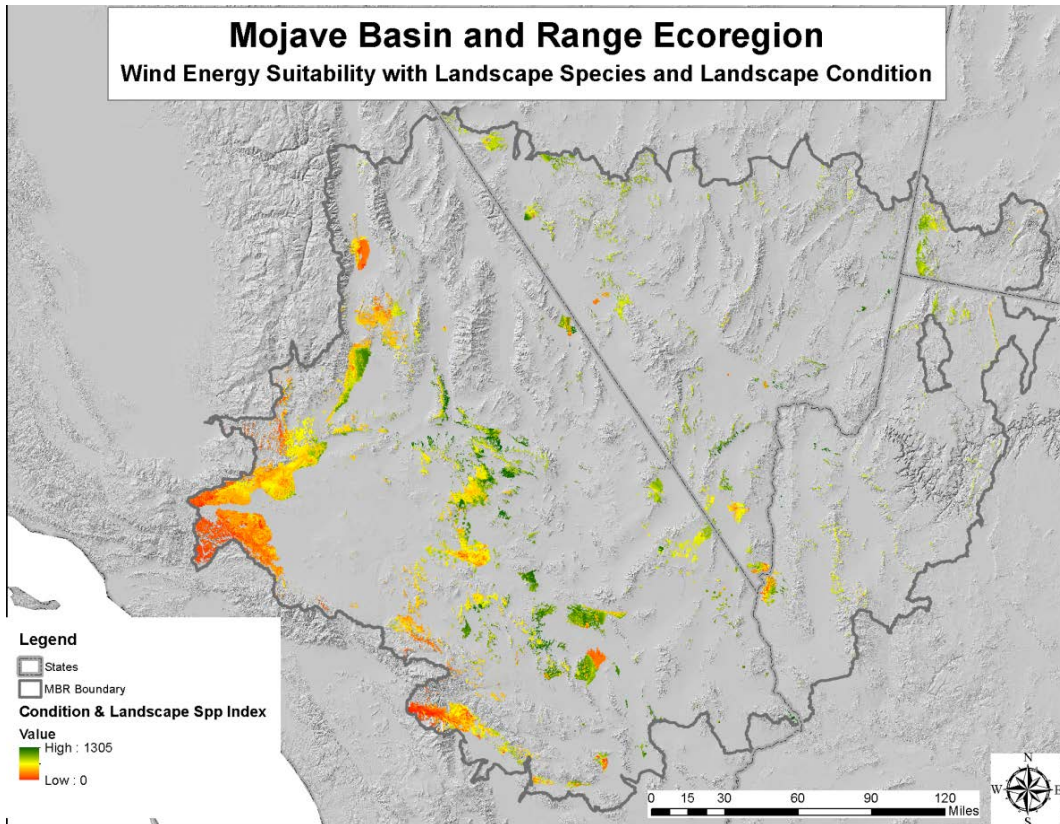 Mojave Basin and Range Ecoregion
Wind Energy Suitability with Landscape Species and Landscape Condition
Legend
States
MBR Boundary
Condition & Landscape Spp Index
Value
High : 1305
Low : 0
0 15 30 60 90 120
Miles
N
W E
S